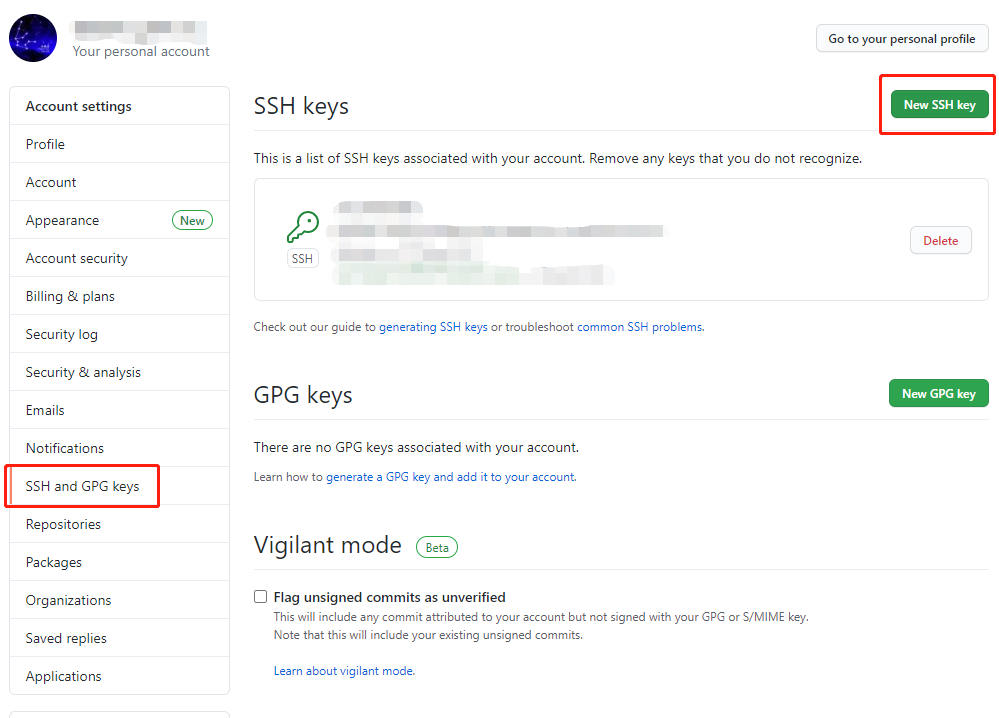 Your personal account
Go to your personal profile
Account settings
Profile
Account
Appearance New
Account security
Billing & plans
Security log
Security & analysis
Emails
Notifications
SSH and GPG keys
Repositories
Packages
Organizations
Saved replies
Applications
SSH keys
New SSH key
This is a list of SSH keys associated with your account. Remove any keys that you do not recognize.
SSH
Delete
Check out our guide to generating SSH keys or troubleshoot common SSH problems.
GPG keys
New GPG key
There are no GPG keys associated with your account.
Learn how to generate a GPG key and add it to your account.
Vigilant mode Beta
Flag unsigned commits as unverified
This will include any commit attributed to your account but not signed with your GPG or S/MIME key.
Note that this will include your existing unsigned commits.
Learn about vigilant mode.